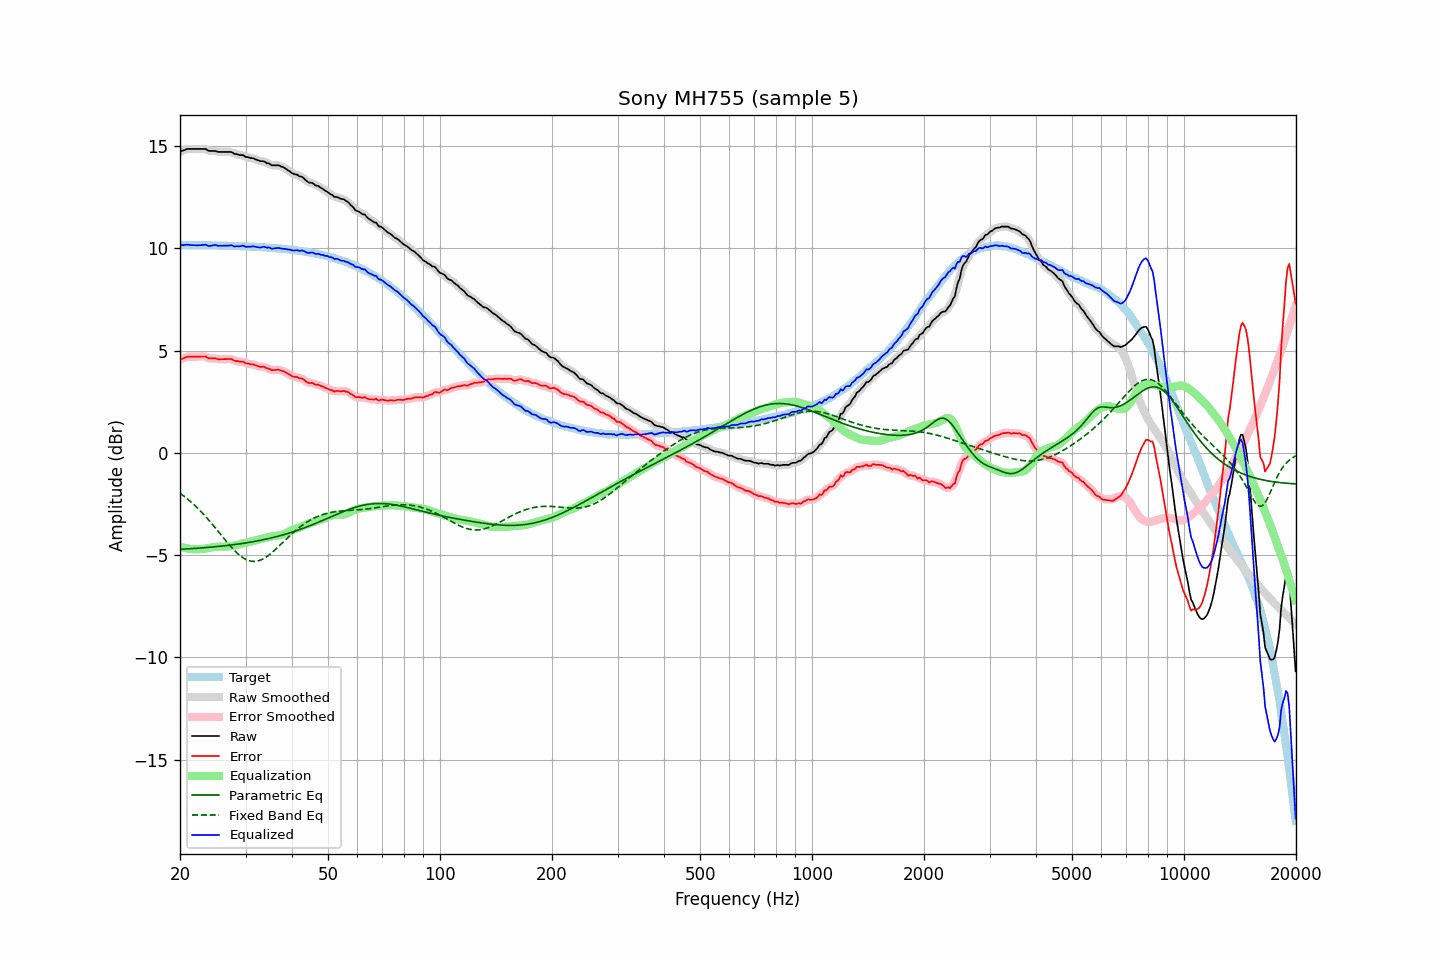 Sony MH755 (sample 5)
Amplitude (dBr)
15
10
5
0
−5
−10
−15
Target
Raw Smoothed
Error Smoothed
Raw
Error
Equalization
Parametric Eq
Fixed Band Eq
Equalized
20
50
100
200
500
1000
2000
5000
10000
20000
Frequency (Hz)